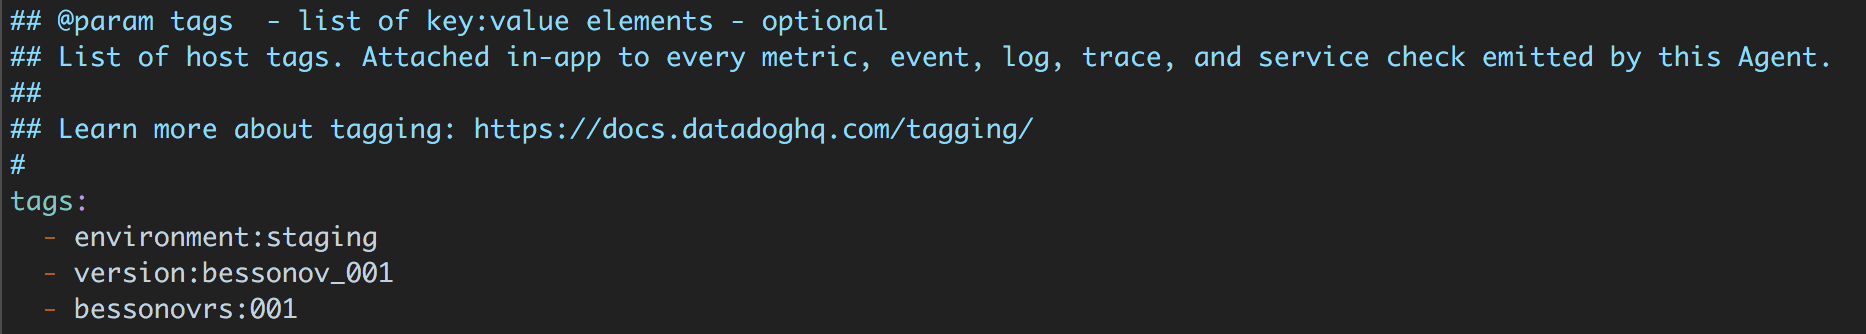 ## @param tags  - list of key:value elements - optional
## List of host tags. Attached in-app to every metric, event, log, trace, and service check emitted by this Agent.
##
## Learn more about tagging: https://docs.datadoghq.com/tagging/
#
tags:
  - environment:staging
  - version:bessonov_001
  - bessonovrs:001